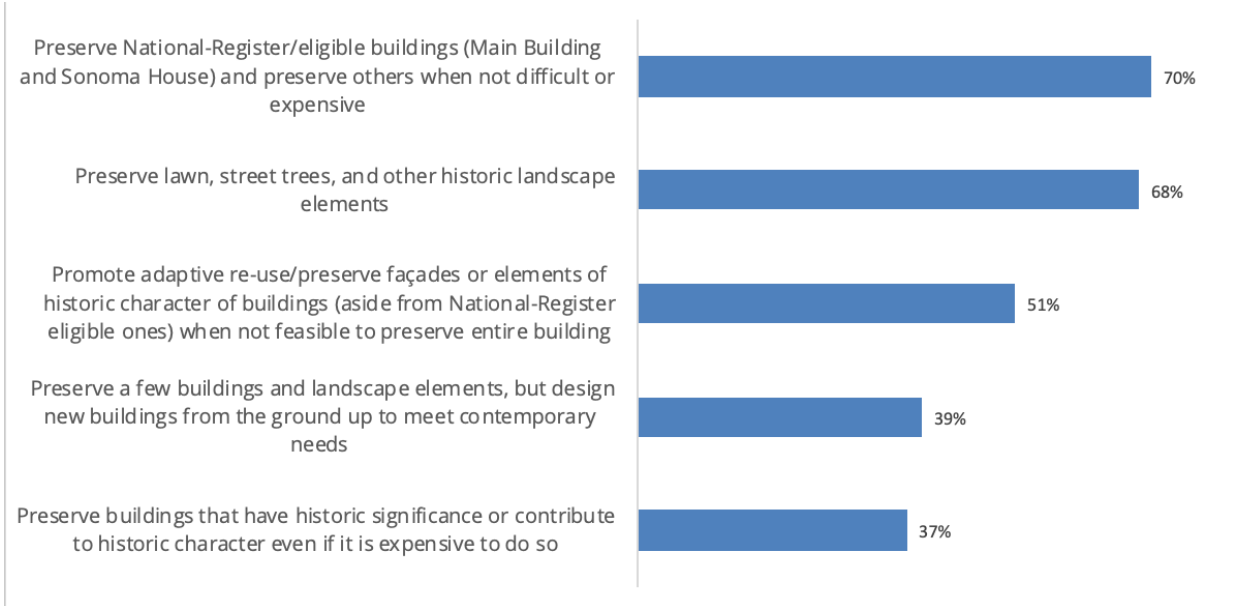 Preserve National-Register/eligible buildings (Main Building
and Sonoma House) and preserve others when not difficult or
expensive
70%
Preserve lawn, street trees, and other historic landscape
elements
68%
Promote adaptive re-use/preserve façades or elements of
historic character of buildings (aside from National-Register
eligible ones) when not feasible to preserve entire building
51%
Preserve a few buildings and landscape elements, but design
new buildings from the ground up to meet contemporary
needs
39%
Preserve buildings that have historic significance or contribute
to historic character even if it is expensive to do so
37%